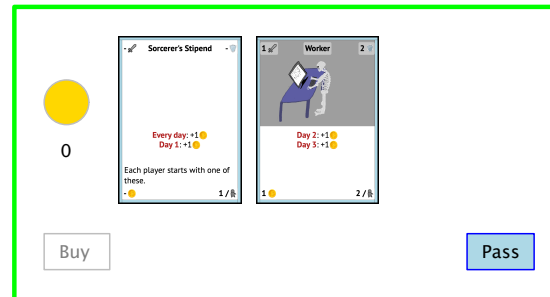 - Sorcerer's Stipend -
Every day: +1
Day 1: +1
Each player starts with one of
these.
- 1 /
1 Worker 2
Day 2: +1
Day 3: +1
1 2 /
0
Buy
Pass